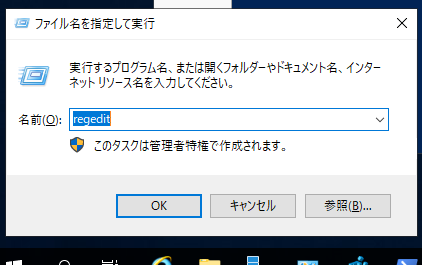 ファイル名を指定して実行
実行するプログラム名、または開くフォルダーやドキュメント名、インター
ネット リソース名を入力してください。
名前(O): regedit
このタスクは管理者特権で作成されます。
OK キャンセル 参照(B)...